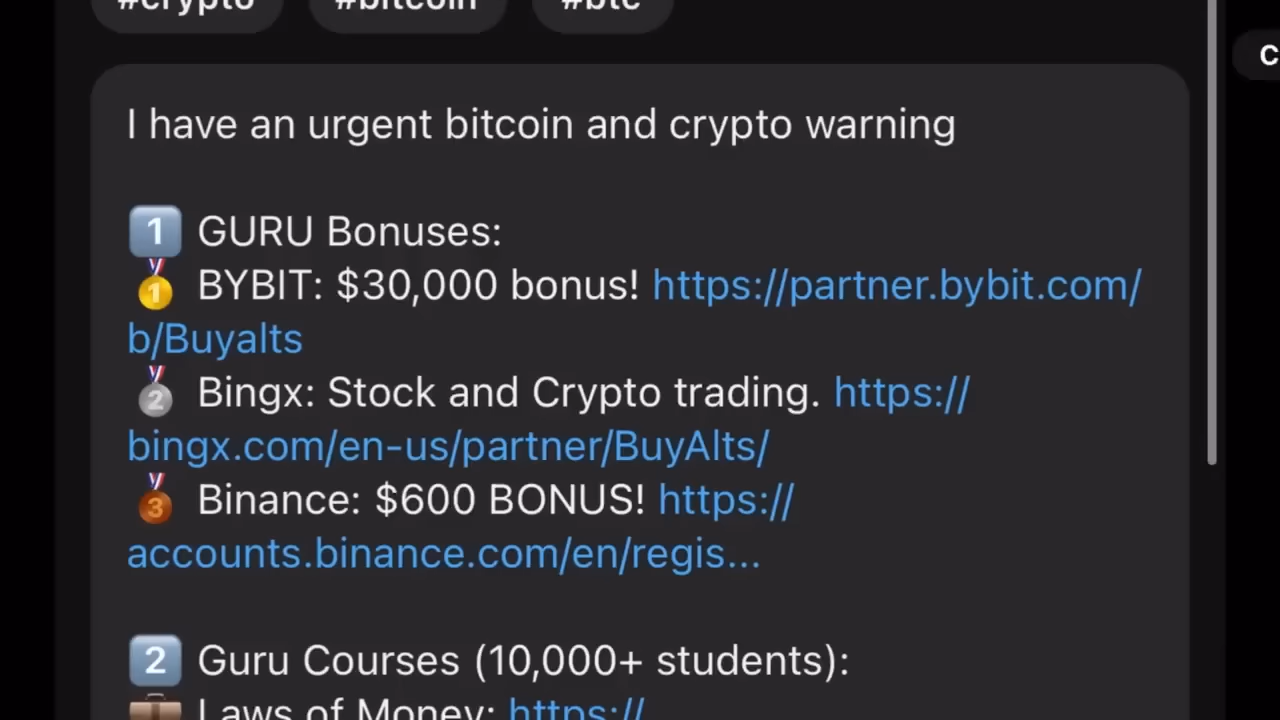 #crypto #bitcoin #btc
C
I have an urgent bitcoin and crypto warning
1️⃣ GURU Bonuses:
🥇 BYBIT: $30,000 bonus! https://partner.bybit.com/
b/Buyalts
🥈 Bingx: Stock and Crypto trading. https://
bingx.com/en-us/partner/BuyAlts/
🥉 Binance: $600 BONUS! https://
accounts.binance.com/en/regis...
2️⃣ Guru Courses (10,000+ students):
💼 Laws of Money: https://